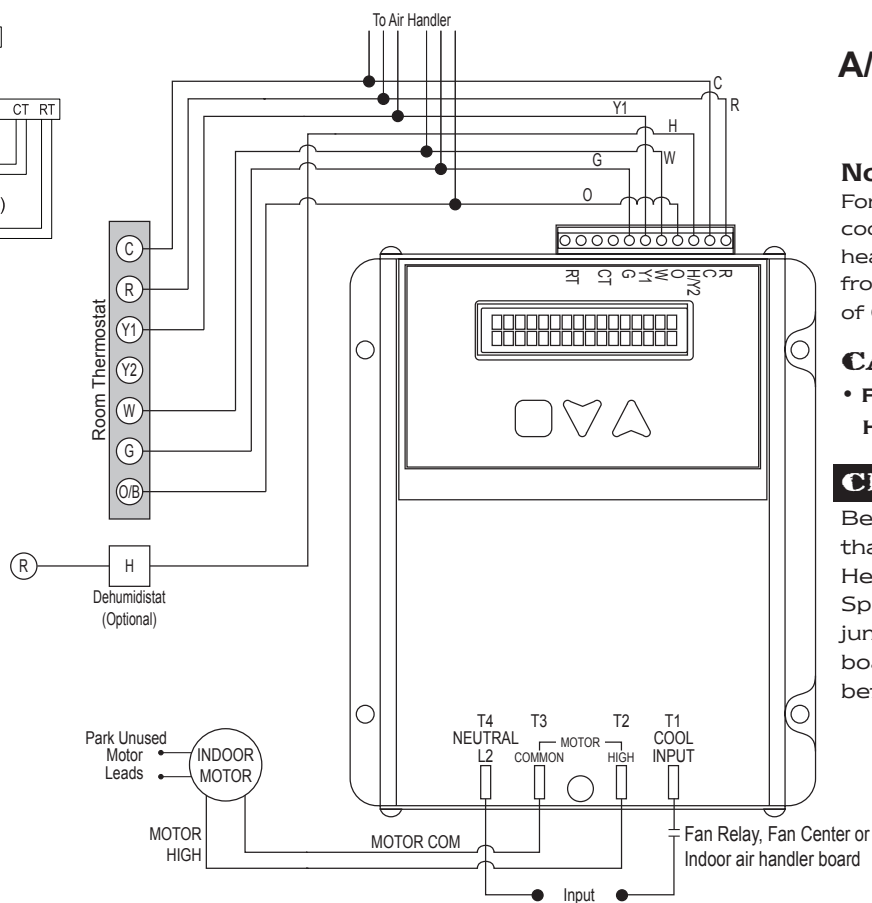 To Air Handler
CT RT
)
C
R
Y1
H
W
G
O
Room Thermostat
C
R
Y1
Y2
W
G
O/B
RT CT G Y1 W O H/Y2 C R
R
H
Dehumidistat
(Optional)
T4 T3 T2 T1
NEUTRAL MOTOR COOL
L2 COMMON HIGH INPUT
Park Unused
Motor
Leads
INDOOR
MOTOR
MOTOR
HIGH
MOTOR COM
Fan Relay, Fan Center or
Indoor air handler board
Input
A/
No
For
coo
hea
fro
of
CA
• F
H
Be
tha
He
Sp
jun
boa
bef